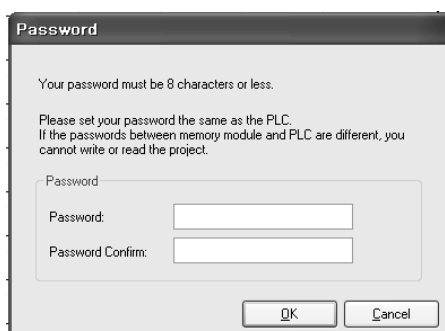 Password
Your password must be 8 characters or less.
Please set your password the same as the PLC.
If the passwords between memory module and PLC are different, you
cannot write or read the project.
Password
Password:
Password Confirm:
OK Cancel